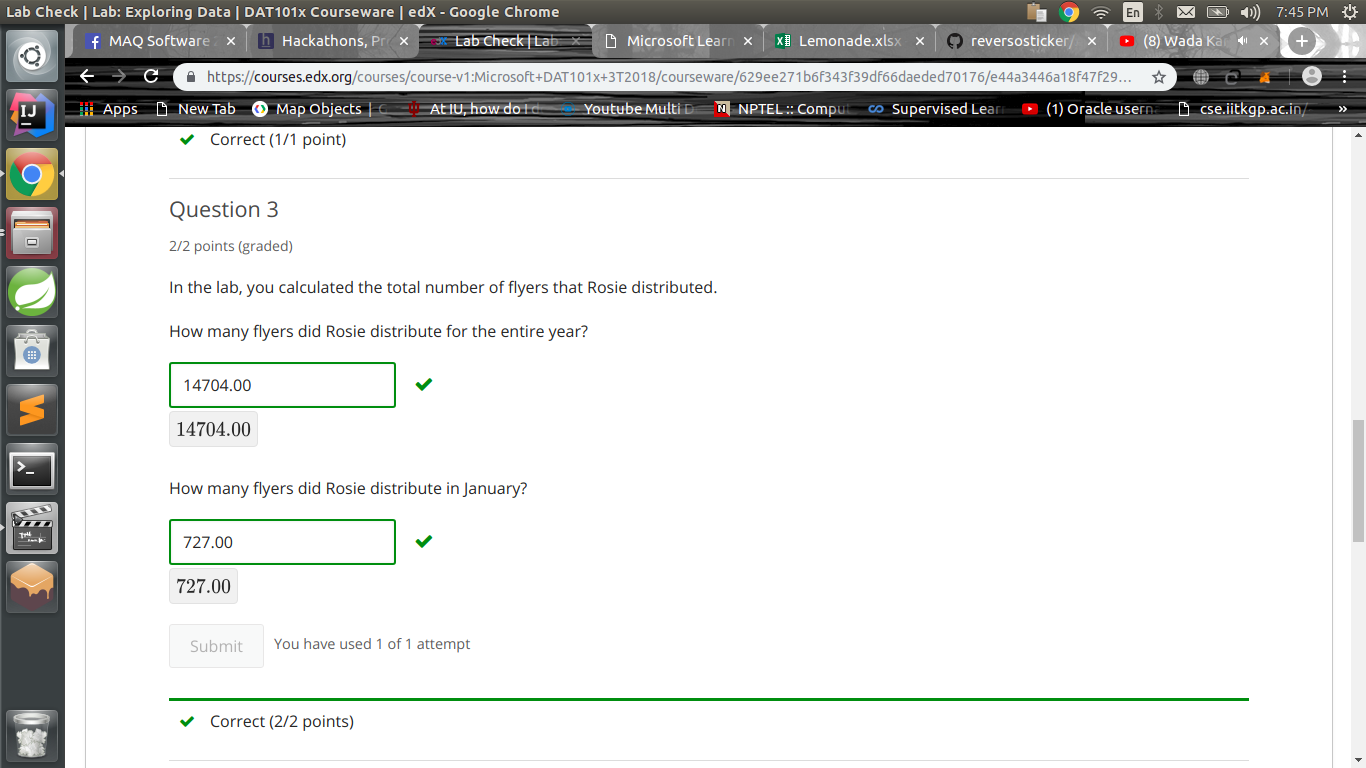 Lab Check | Lab: Exploring Data | DAT101x Courseware | edX - Google Chrome
En
7:45 PM
MAQ Software
Hackathons, Pr
Lab Check | Lab
Microsoft Learn
Lemonade.xlsx
reversosticker/
(8) Wada Ka
https://courses.edx.org/courses/course-v1:Microsoft+DAT101x+3T2018/courseware/629ee271b6f343f39df66daeded70176/e44a3446a18f47f29...
Apps
New Tab
Map Objects |
At IU, how do I d
Youtube Multi D
NPTEL :: Compu
Supervised Lear
(1) Oracle usern
cse.iitkgp.ac.in/
»
Correct (1/1 point)
Question 3
2/2 points (graded)
In the lab, you calculated the total number of flyers that Rosie distributed.
How many flyers did Rosie distribute for the entire year?
14704.00
14704.00
How many flyers did Rosie distribute in January?
727.00
727.00
Submit
You have used 1 of 1 attempt
Correct (2/2 points)